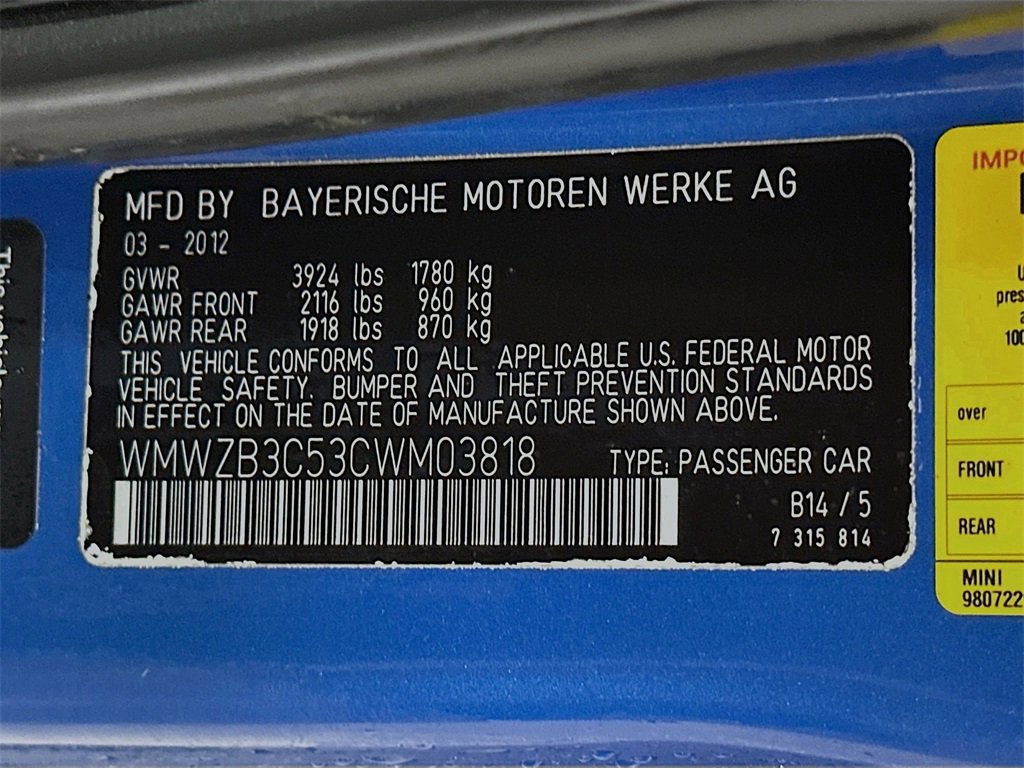 MFD BY BAYERISCHE MOTOREN WERKE AG
03 - 2012
GVWR 3924 lbs 1780 kg
GAWR FRONT 2116 lbs 960 kg
GAWR REAR 1918 lbs 870 kg
THIS VEHICLE CONFORMS TO ALL APPLICABLE U.S. FEDERAL MOTOR
VEHICLE SAFETY. BUMPER AND THEFT PREVENTION STANDARDS
IN EFFECT ON THE DATE OF MANUFACTURE SHOWN ABOVE.
WMWZB3C53CWM03818 TYPE: PASSENGER CAR
B14 / 5
7 315 814
This
over
FRONT
REAR
MINI